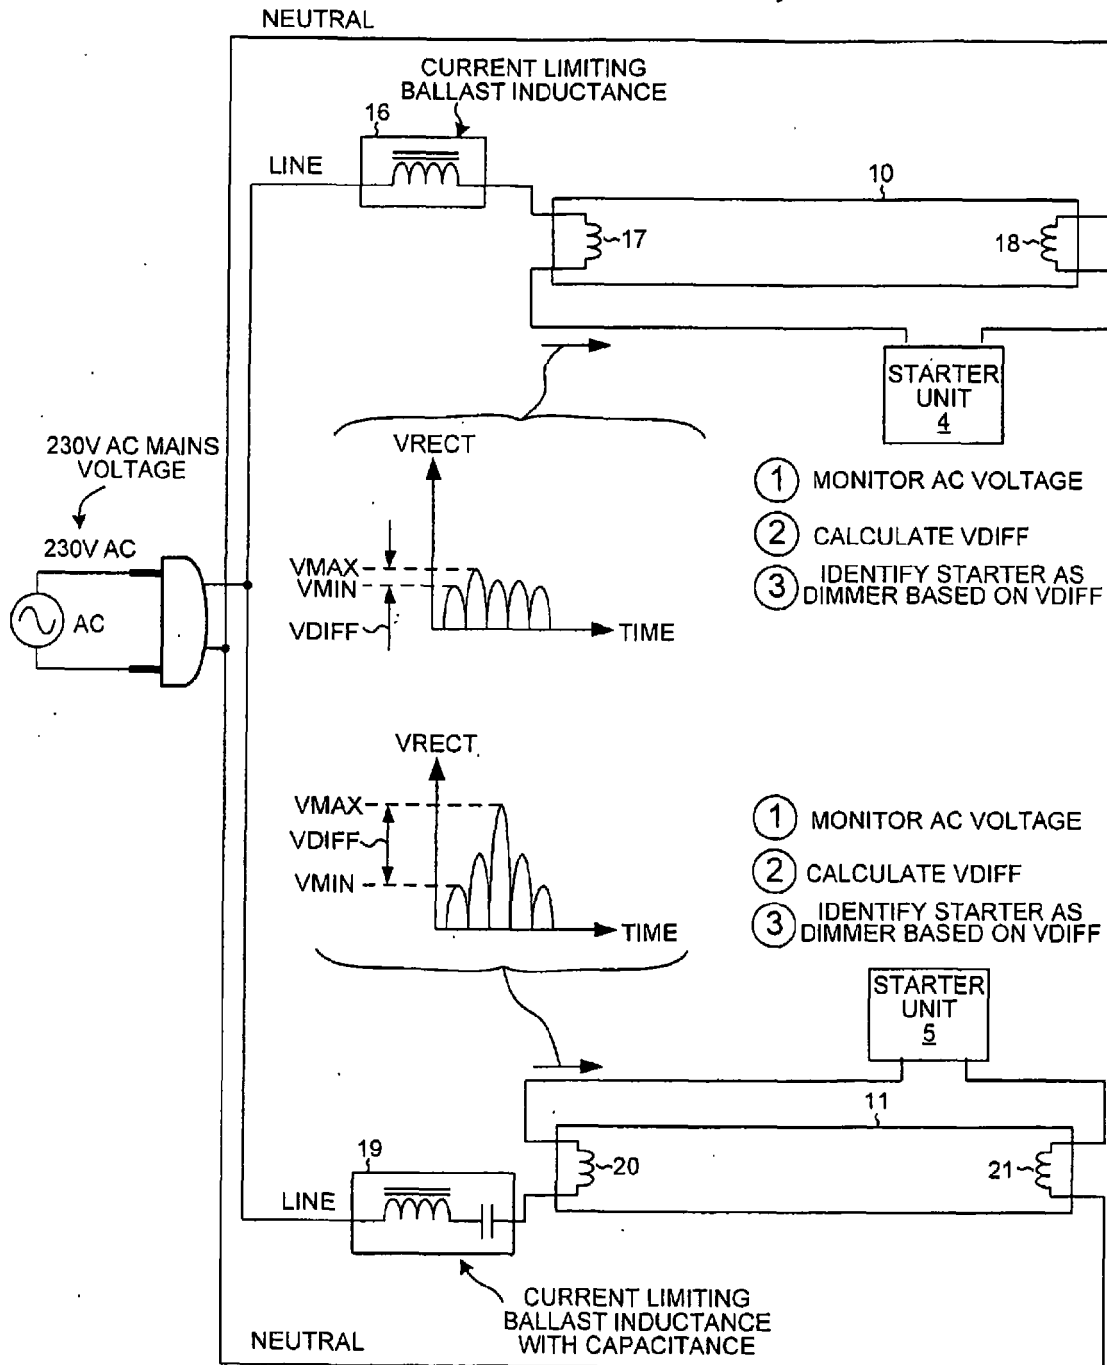 NEUTRAL
CURRENT LIMITING
BALLAST INDUCTANCE
16
LINE
10
17
18
STARTER
UNIT
4
VRECT
230V AC MAINS
VOLTAGE
230V AC
AC
VMAX
VMIN
VDIFF
TIME
1 MONITOR AC VOLTAGE
2 CALCULATE VDIFF
3 IDENTIFY STARTER AS
DIMMER BASED ON VDIFF
VRECT
VMAX
VDIFF
VMIN
TIME
1 MONITOR AC VOLTAGE
2 CALCULATE VDIFF
3 IDENTIFY STARTER AS
DIMMER BASED ON VDIFF
STARTER
UNIT
5
11
19
20
21
LINE
CURRENT LIMITING
BALLAST INDUCTANCE
WITH CAPACITANCE
NEUTRAL